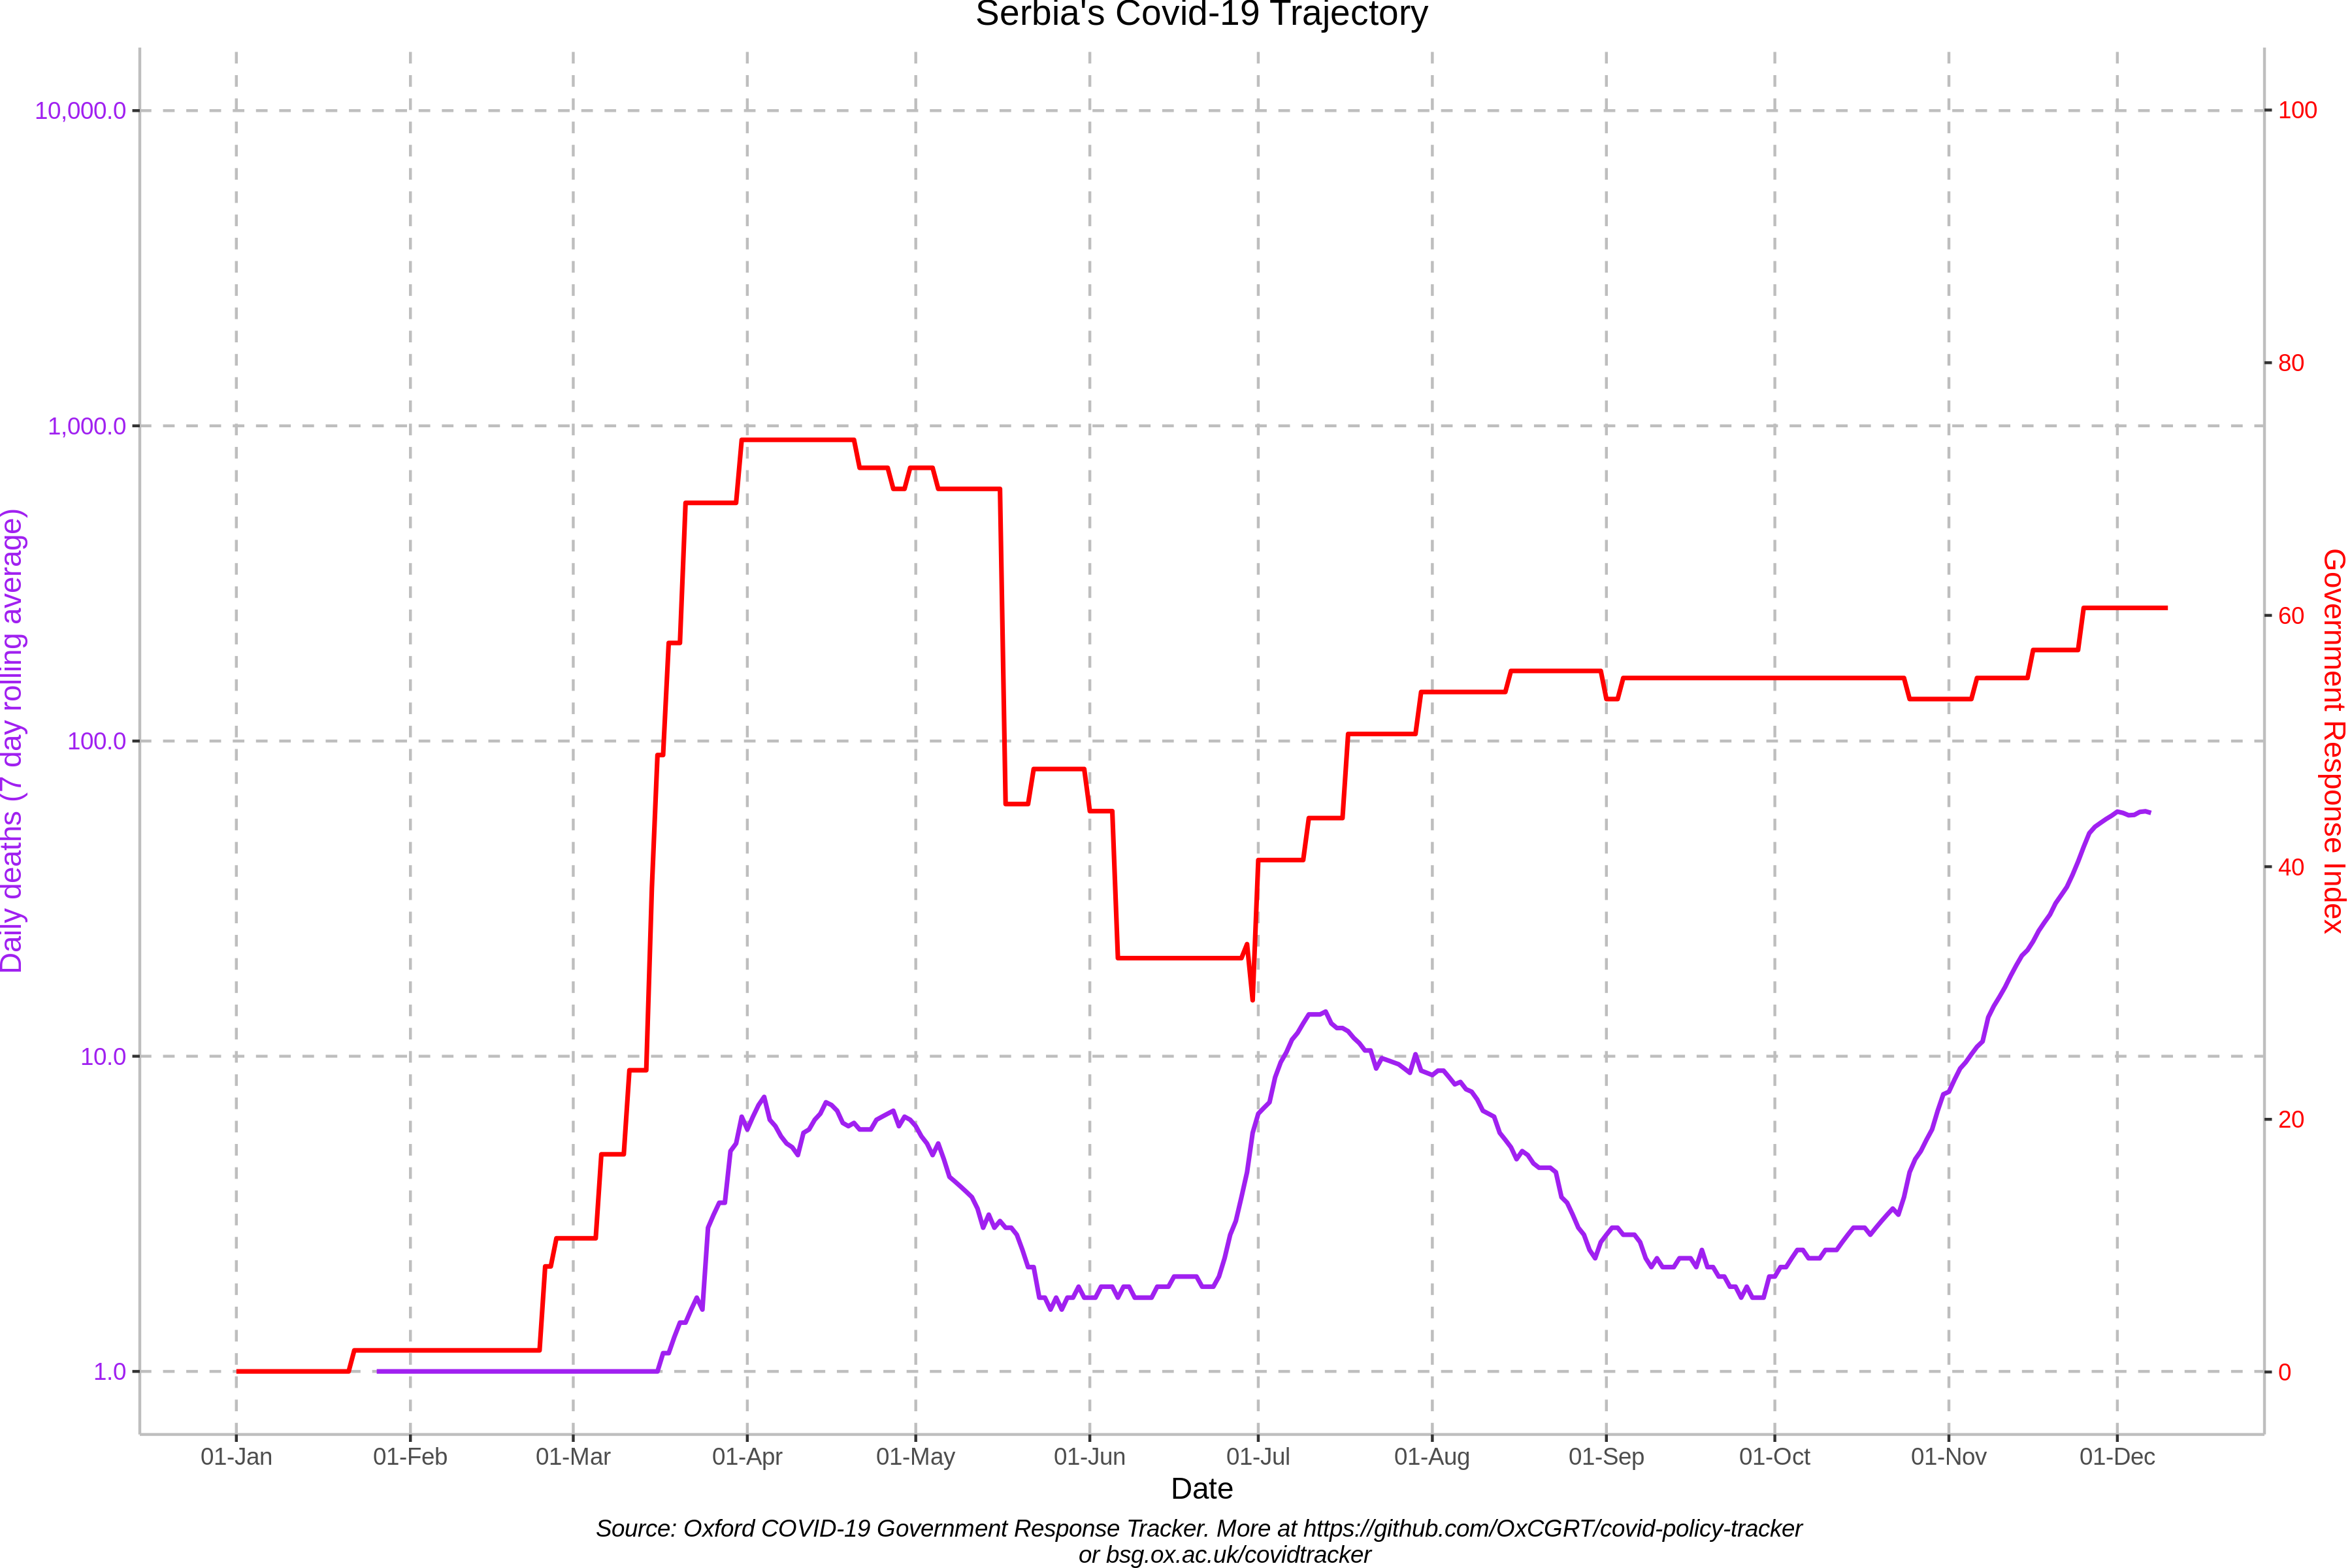 Serbia's Covid-19 Trajectory
10,000.0
1,000.0
100.0
10.0
1.0
Daily deaths (7 day rolling average)
100
80
60
40
20
0
Government Response Index
01-Jan
01-Feb
01-Mar
01-Apr
01-May
01-Jun
01-Jul
01-Aug
01-Sep
01-Oct
01-Nov
01-Dec
Date
Source: Oxford COVID-19 Government Response Tracker. More at https://github.com/OxCGRT/covid-policy-tracker
or bsg.ox.ac.uk/covidtracker